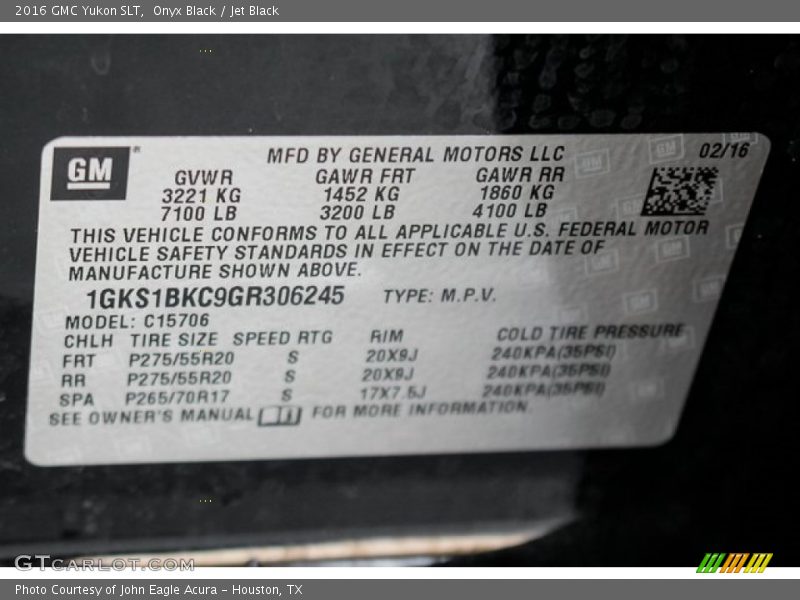 2016 GMC Yukon SLT, Onyx Black / Jet Black
GM
MFD BY GENERAL MOTORS LLC
02/16
GVWR GAWR FRT GAWR RR
3221 KG 1452 KG 1860 KG
7100 LB 3200 LB 4100 LB
THIS VEHICLE CONFORMS TO ALL APPLICABLE U.S. FEDERAL MOTOR
VEHICLE SAFETY STANDARDS IN EFFECT ON THE DATE OF
MANUFACTURE SHOWN ABOVE.
1GKS1BKC9GR306245 TYPE: M.P.V.
MODEL: C15706
CHLH TIRE SIZE SPEED RTG RIM COLD TIRE PRESSURE
FRT P275/55R20 S 20X9J 240KPA(35PSI)
RR P275/55R20 S 20X9J 240KPA(35PSI)
SPA P265/70R17 S 17X7.5J 240KPA(35PSI)
SEE OWNER'S MANUAL FOR MORE INFORMATION.
GTCARLOT.COM
Photo Courtesy of John Eagle Acura - Houston, TX